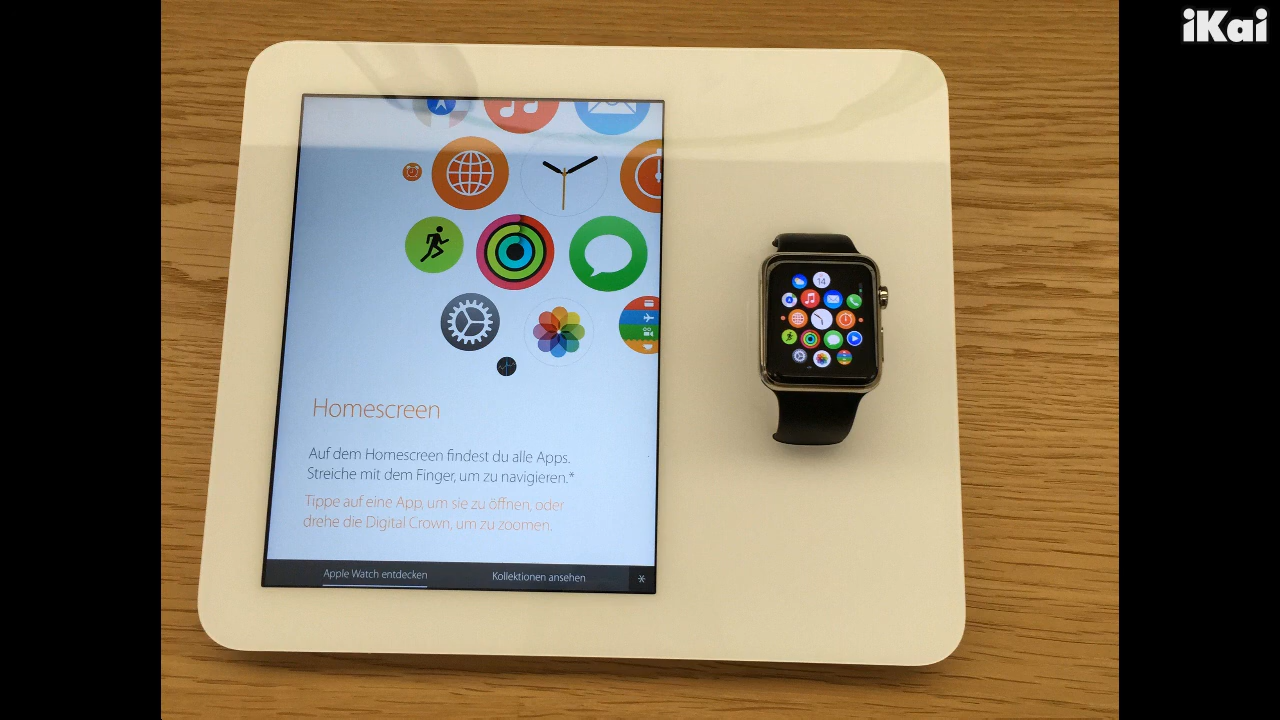 iKai
Homescreen
Auf dem Homescreen findest du alle Apps.
Streiche mit dem Finger, um zu navigieren.*
Tippe auf eine App, um sie zu öffnen, oder
drehe die Digital Crown, um zu zoomen.
Apple Watch entdecken
Kollektionen ansehen
*
14